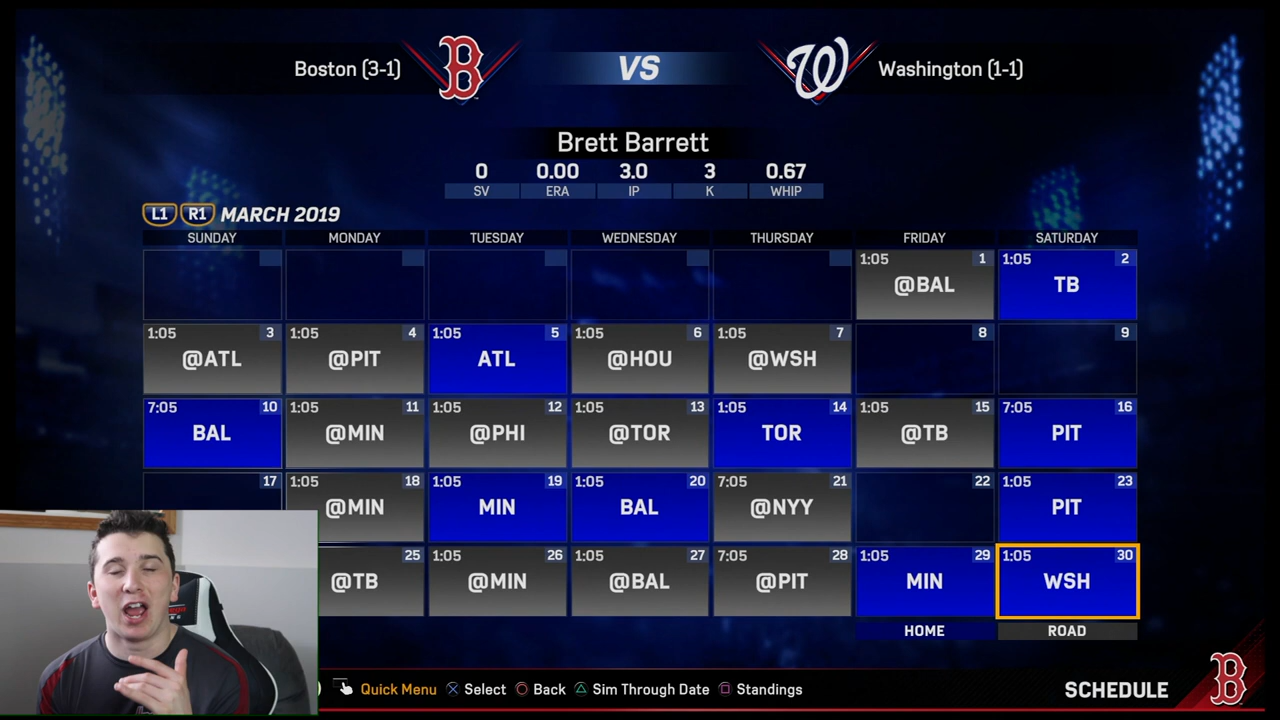 Boston (3-1)
VS
Washington (1-1)
Brett Barrett
0 0.00 3.0 3 0.67
SV ERA IP K WHIP
L1 R1 MARCH 2019
SUNDAY MONDAY TUESDAY WEDNESDAY THURSDAY FRIDAY SATURDAY
1:05 1 1:05 2
@BAL TB
1:05 3 1:05 4 1:05 5 1:05 6 1:05 7 8 9
@ATL @PIT ATL @HOU @WSH
7:05 10 1:05 11 1:05 12 1:05 13 1:05 14 1:05 15 7:05 16
BAL @MIN @PHI @TOR TOR @TB PIT
17 1:05 18 1:05 19 1:05 20 7:05 21 22 1:05 23
@MIN MIN BAL @NYY PIT
25 1:05 26 1:05 27 7:05 28 1:05 29 1:05 30
@TB @MIN @BAL @PIT MIN WSH
HOME ROAD
Quick Menu Select Back Sim Through Date Standings
SCHEDULE
B
B
W